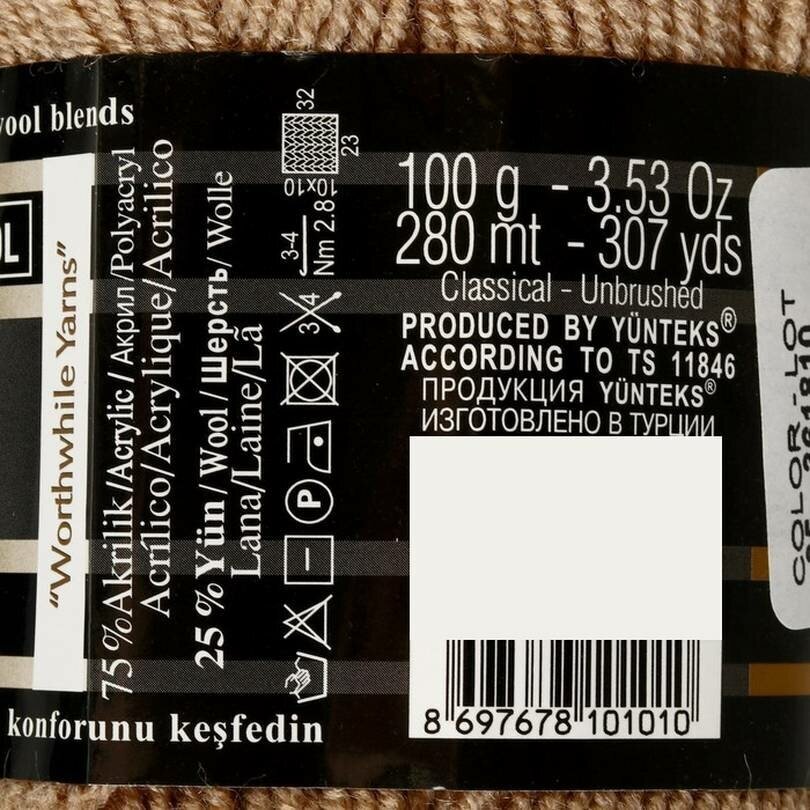 wool blends
“Worthwhile Yarns”
75 % Akrilik/Acrylic / Акрил/Polyacryl
Acrílico/Acrylique/Acrilico
25 % Yün / Wool / Шерсть / Wolle
Lana/Laine/Lã
P
32
23
10x10
3-4
Nm 2.8
3 4
100 g - 3.53 Oz
280 mt - 307 yds
Classical - Unbrushed
PRODUCED BY YÜNTEKS®
ACCORDING TO TS 11846
ПРОДУКЦИЯ YÜNTEKS®
ИЗГОТОВЛЕНО В ТУРЦИИ
8 697678 101010
COLOR - LOT
konforunu keşfedin